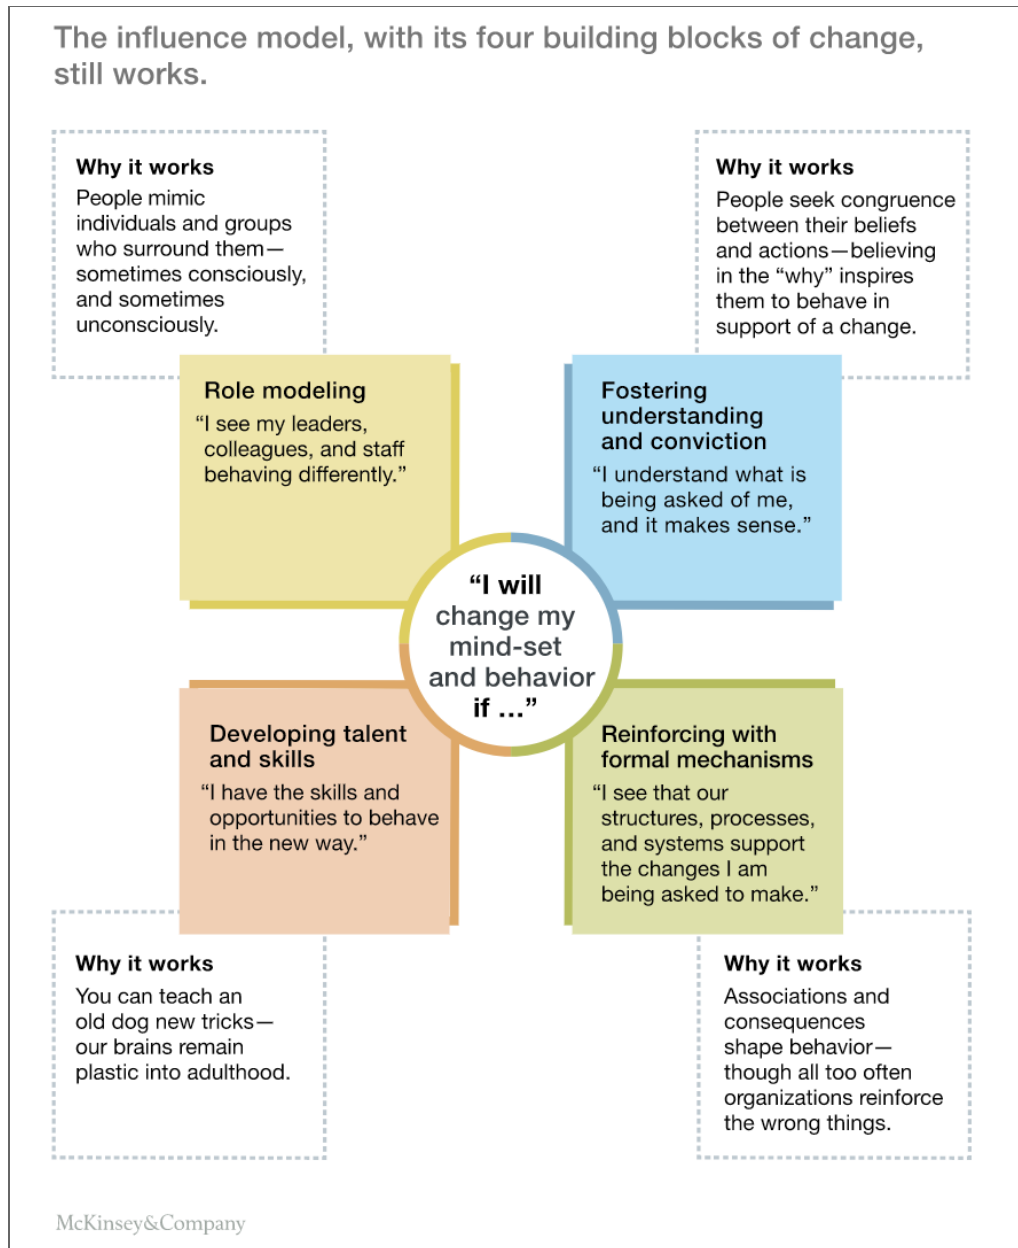 The influence model, with its four building blocks of change,
still works.
Why it works
People mimic
individuals and groups
who surround them—
sometimes consciously,
and sometimes
unconsciously.
Why it works
People seek congruence
between their beliefs
and actions—believing
in the “why” inspires
them to behave in
support of a change.
Role modeling
“I see my leaders,
colleagues, and staff
behaving differently.”
Fostering
understanding
and conviction
“I understand what is
being asked of me,
and it makes sense.”
“I will
change my
mind-set
and behavior
if ...”
Developing talent
and skills
“I have the skills and
opportunities to behave
in the new way.”
Reinforcing with
formal mechanisms
“I see that our
structures, processes,
and systems support
the changes I am
being asked to make.”
Why it works
You can teach an
old dog new tricks—
our brains remain
plastic into adulthood.
Why it works
Associations and
consequences
shape behavior—
though all too often
organizations reinforce
the wrong things.
McKinsey&Company